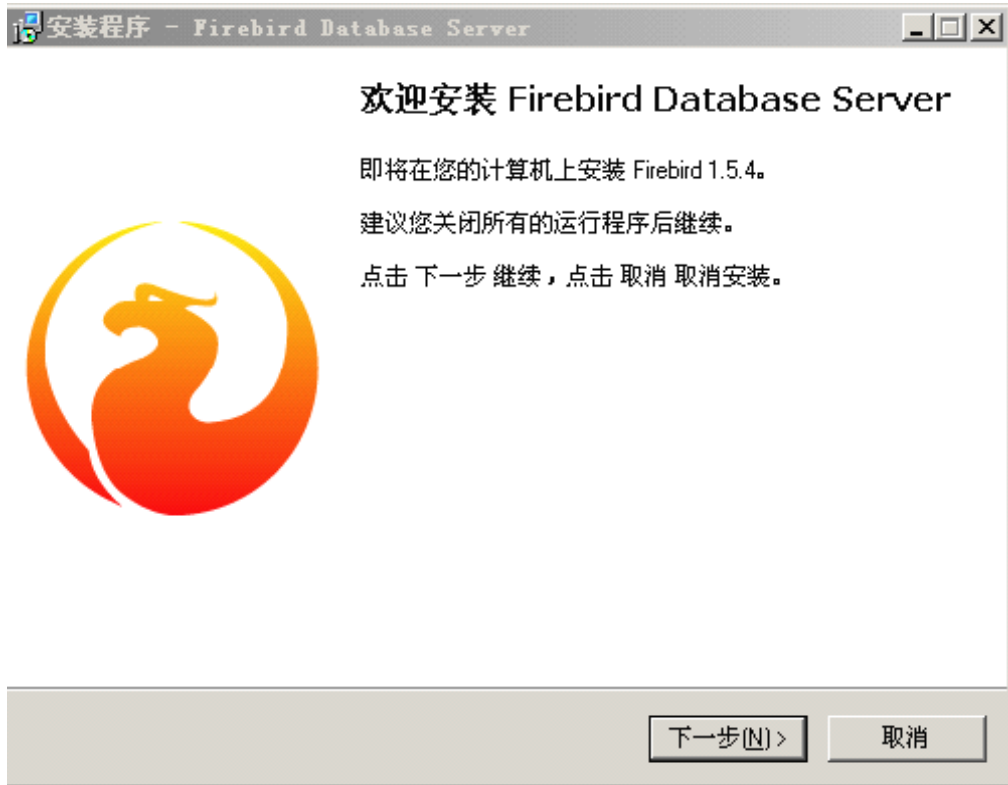 安装程序 - Firebird Database Server
欢迎安装 Firebird Database Server
即将在您的计算机上安装 Firebird 1.5.4。
建议您关闭所有的运行程序后继续。
点击 下一步 继续，点击 取消 取消安装。
下一步(N) >
取消